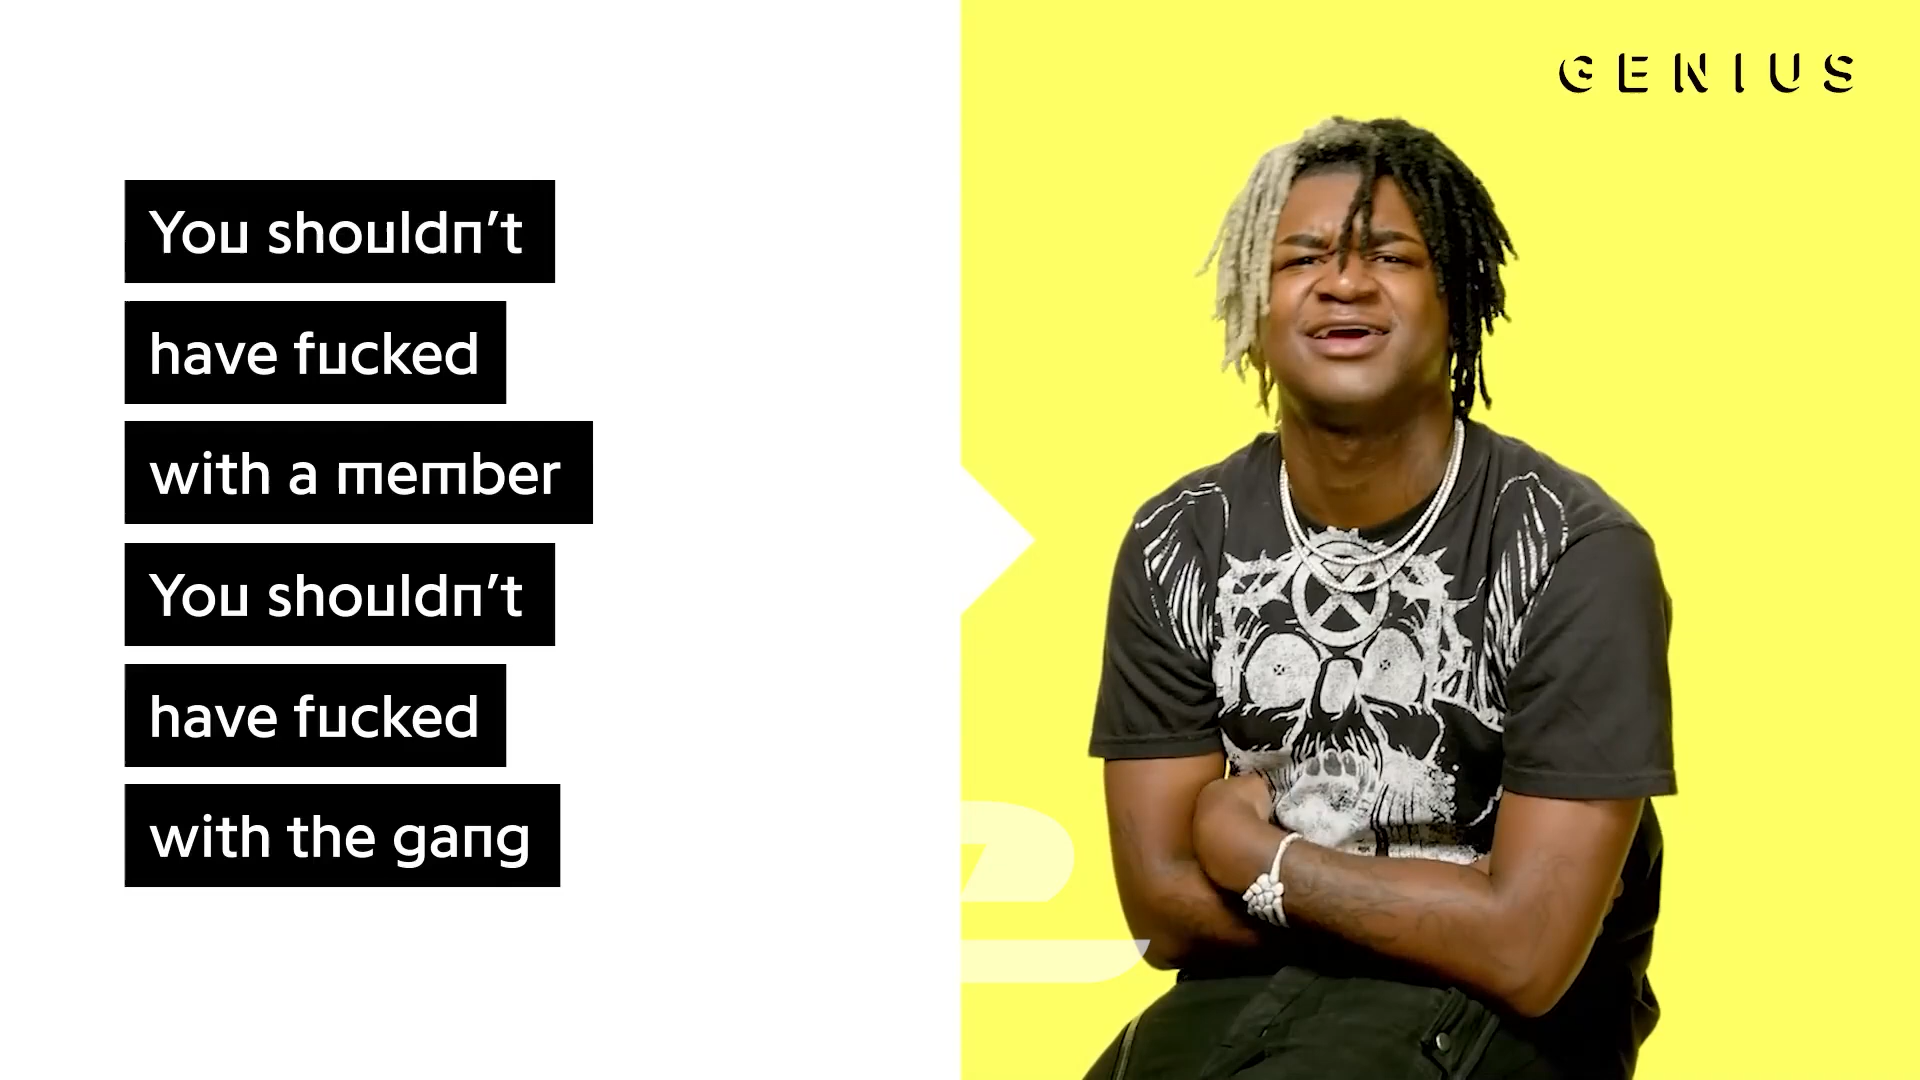 You shouldn’t
have fucked
with a member
You shouldn’t
have fucked
with the gang
GENIUS